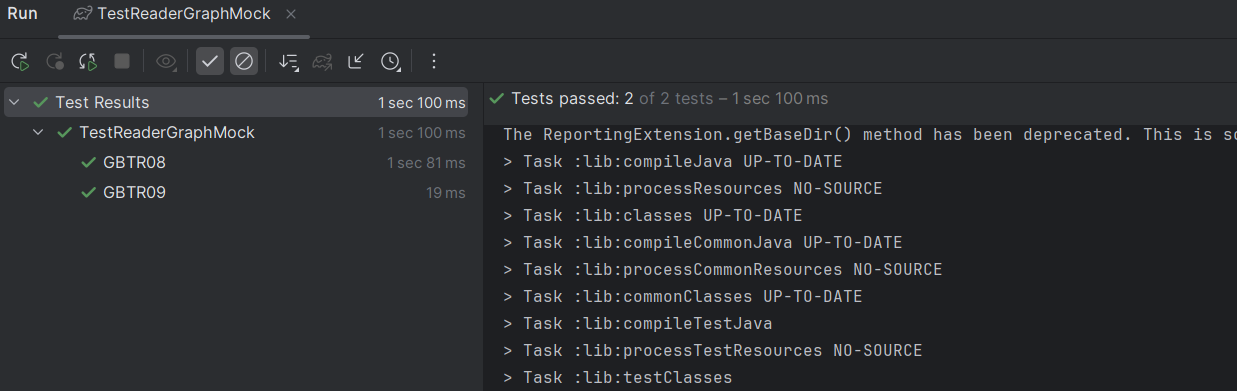 Run TestReaderGraphMock
Test Results 1 sec 100 ms
TestReaderGraphMock 1 sec 100 ms
GBTR08 1 sec 81 ms
GBTR09 19 ms
Tests passed: 2 of 2 tests – 1 sec 100 ms
The ReportingExtension.getBaseDir() method has been deprecated. This is
> Task :lib:compileJava UP-TO-DATE
> Task :lib:processResources NO-SOURCE
> Task :lib:classes UP-TO-DATE
> Task :lib:compileCommonJava UP-TO-DATE
> Task :lib:processCommonResources NO-SOURCE
> Task :lib:commonClasses UP-TO-DATE
> Task :lib:compileTestJava
> Task :lib:processTestResources NO-SOURCE
> Task :lib:testClasses